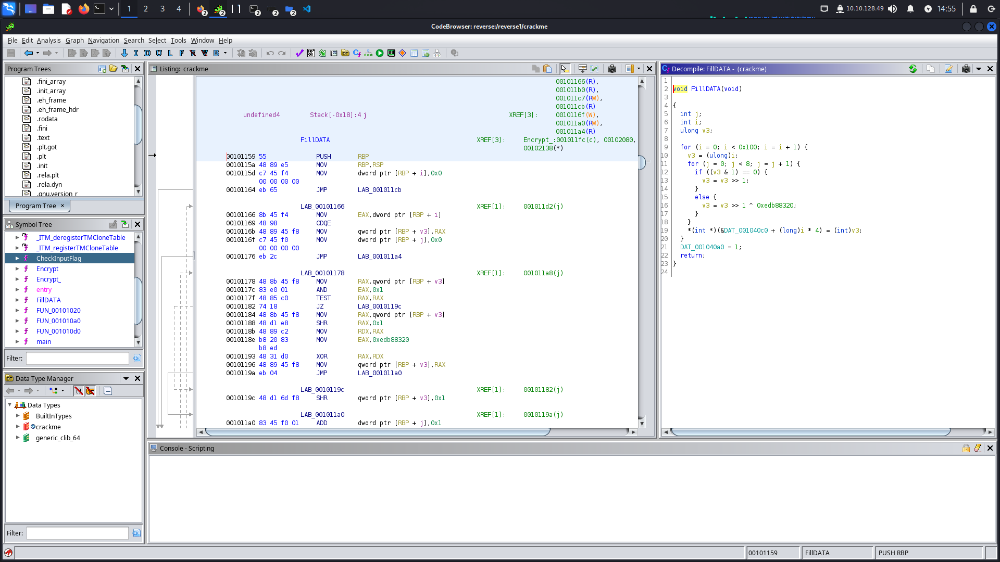 1 2 3 4 2 2 2 2 2 10.10.128.49 14:55
CodeBrowser: reverse:/reverse1/crackme
File Edit Analysis Graph Navigation Search Select Tools Window Help
I D U L F F V B
Program Trees
.fini_array
.init_array
.eh_frame
.eh_frame_hdr
.rodata
.fini
.text
.plt.got
.plt
.init
.rela.plt
.rela.dyn
.gnu.version_r
Program Tree ×
Symbol Tree
_ITM_deregisterTMCloneTable
_ITM_registerTMCloneTable
CheckInputFlag
Encrypt
Encrypt_
entry
FillDATA
FUN_00101020
FUN_001010a0
FUN_001010d0
main
Filter:
Data Type Manager
Data Types
BuiltInTypes
crackme
generic_clib_64
Filter:
Listing: crackme
00101166(R),
001011b0(R),
001011c7(RW),
001011cb(R)
undefined4 Stack[-0x18]:4 j XREF[3]: 0010116f(W),
001011a0(RW),
001011a4(R)
FillDATA XREF[3]: Encrypt_:001011fc(c), 00102080,
00102138(*)
00101159 55 PUSH RBP
0010115a 48 89 e5 MOV RBP,RSP
0010115d c7 45 f4 MOV dword ptr [RBP + i],0x0
00 00 00 00
00101164 eb 65 JMP LAB_001011cb
LAB_00101166 XREF[1]: 001011d2(j)
00101166 8b 45 f4 MOV EAX,dword ptr [RBP + i]
00101169 48 98 CDQE
0010116b 48 89 45 f8 MOV qword ptr [RBP + v3],RAX
0010116f c7 45 f0 MOV dword ptr [RBP + j],0x0
00 00 00 00
00101176 eb 2c JMP LAB_001011a4
LAB_00101178 XREF[1]: 001011a8(j)
00101178 48 8b 45 f8 MOV RAX,qword ptr [RBP + v3]
0010117c 83 e0 01 AND EAX,0x1
0010117f 48 85 c0 TEST RAX,RAX
00101182 74 18 JZ LAB_0010119c
00101184 48 8b 45 f8 MOV RAX,qword ptr [RBP + v3]
00101188 48 d1 e8 SHR RAX,0x1
0010118b 48 89 c2 MOV RDX,RAX
0010118e b8 20 83 MOV EAX,0xedb88320
b8 ed
00101193 48 31 d0 XOR RAX,RDX
00101196 48 89 45 f8 MOV qword ptr [RBP + v3],RAX
0010119a eb 04 JMP LAB_001011a0
LAB_0010119c XREF[1]: 00101182(j)
0010119c 48 d1 6d f8 SHR qword ptr [RBP + v3],0x1
LAB_001011a0 XREF[1]: 0010119a(j)
001011a0 83 45 f0 01 ADD dword ptr [RBP + j],0x1
Decompile: FillDATA - (crackme)
1
2 void FillDATA(void)
3
4 {
5 int j;
6 int i;
7 ulong v3;
8
9 for (i = 0; i < 0x100; i = i + 1) {
10 v3 = (ulong)i;
11 for (j = 0; j < 8; j = j + 1) {
12 if ((v3 & 1) == 0) {
13 v3 = v3 >> 1;
14 }
15 else {
16 v3 = v3 >> 1 ^ 0xedb88320;
17 }
18 }
19 *(int *)(&DAT_001040c0 + (long)i * 4) = (int)v3;
20 }
21 DAT_001040a0 = 1;
22 return;
23 }
24
Console - Scripting
00101159 FillDATA PUSH RBP